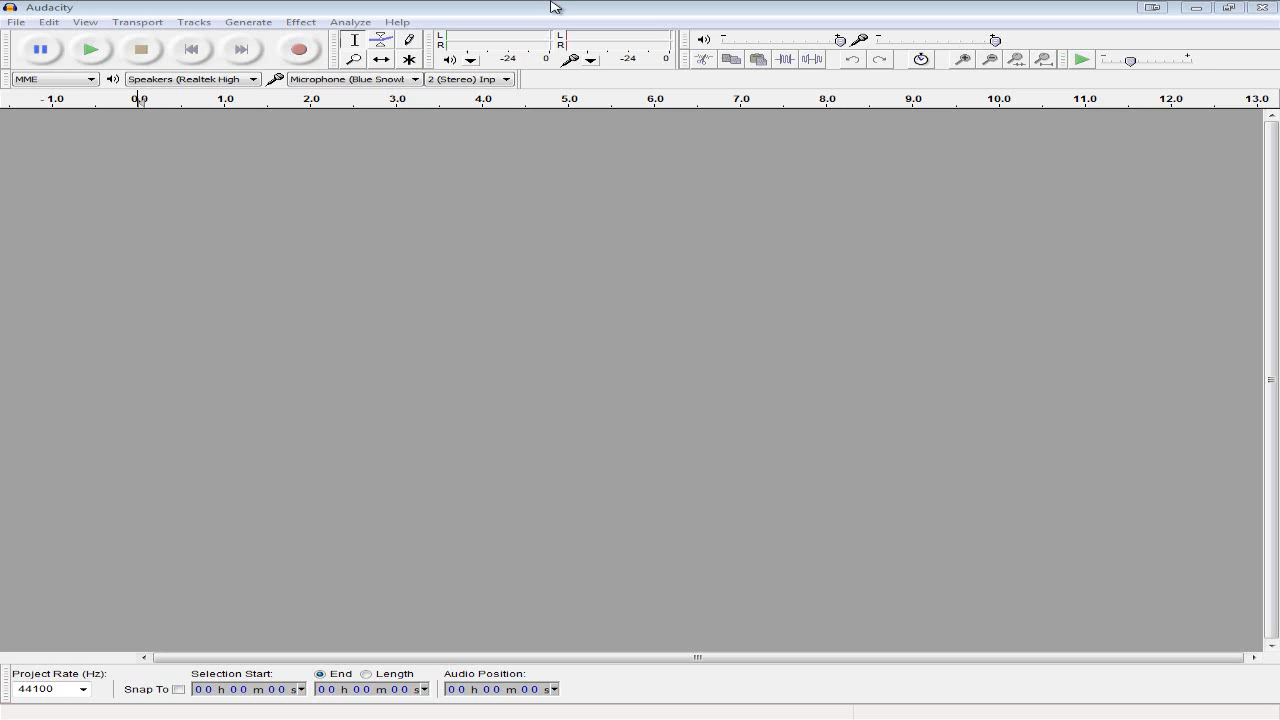 Audacity
File Edit View Transport Tracks Generate Effect Analyze Help
L L
R R
-24 0 -24 0
MME Speakers (Realtek High Microphone (Blue Snowl 2 (Stereo) Inp
- 1.0 0.0 1.0 2.0 3.0 4.0 5.0 6.0 7.0 8.0 9.0 10.0 11.0 12.0 13.0
Project Rate (Hz): Selection Start: End Length Audio Position:
44100 Snap To 00 h 00 m 00 s 00 h 00 m 00 s 00 h 00 m 00 s